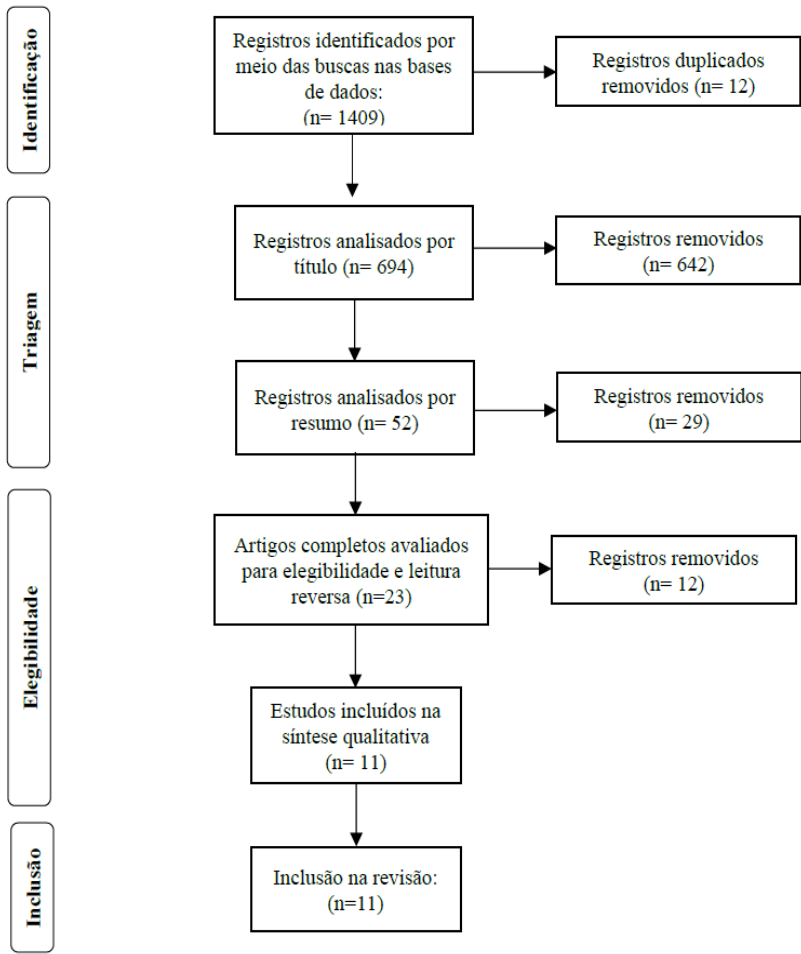 Identificação
Registros identificados por
meio das buscas nas bases
de dados:
(n= 1409)
Registros duplicados
removidos (n= 12)
Triagem
Registros analisados por
título (n= 694)
Registros removidos
(n= 642)
Registros analisados por
resumo (n= 52)
Registros removidos
(n= 29)
Elegibilidade
Artigos completos avaliados
para elegibilidade e leitura
reversa (n=23)
Registros removidos
(n= 12)
Estudos incluídos na
síntese qualitativa
(n= 11)
Inclusão
Inclusão na revisão:
(n=11)